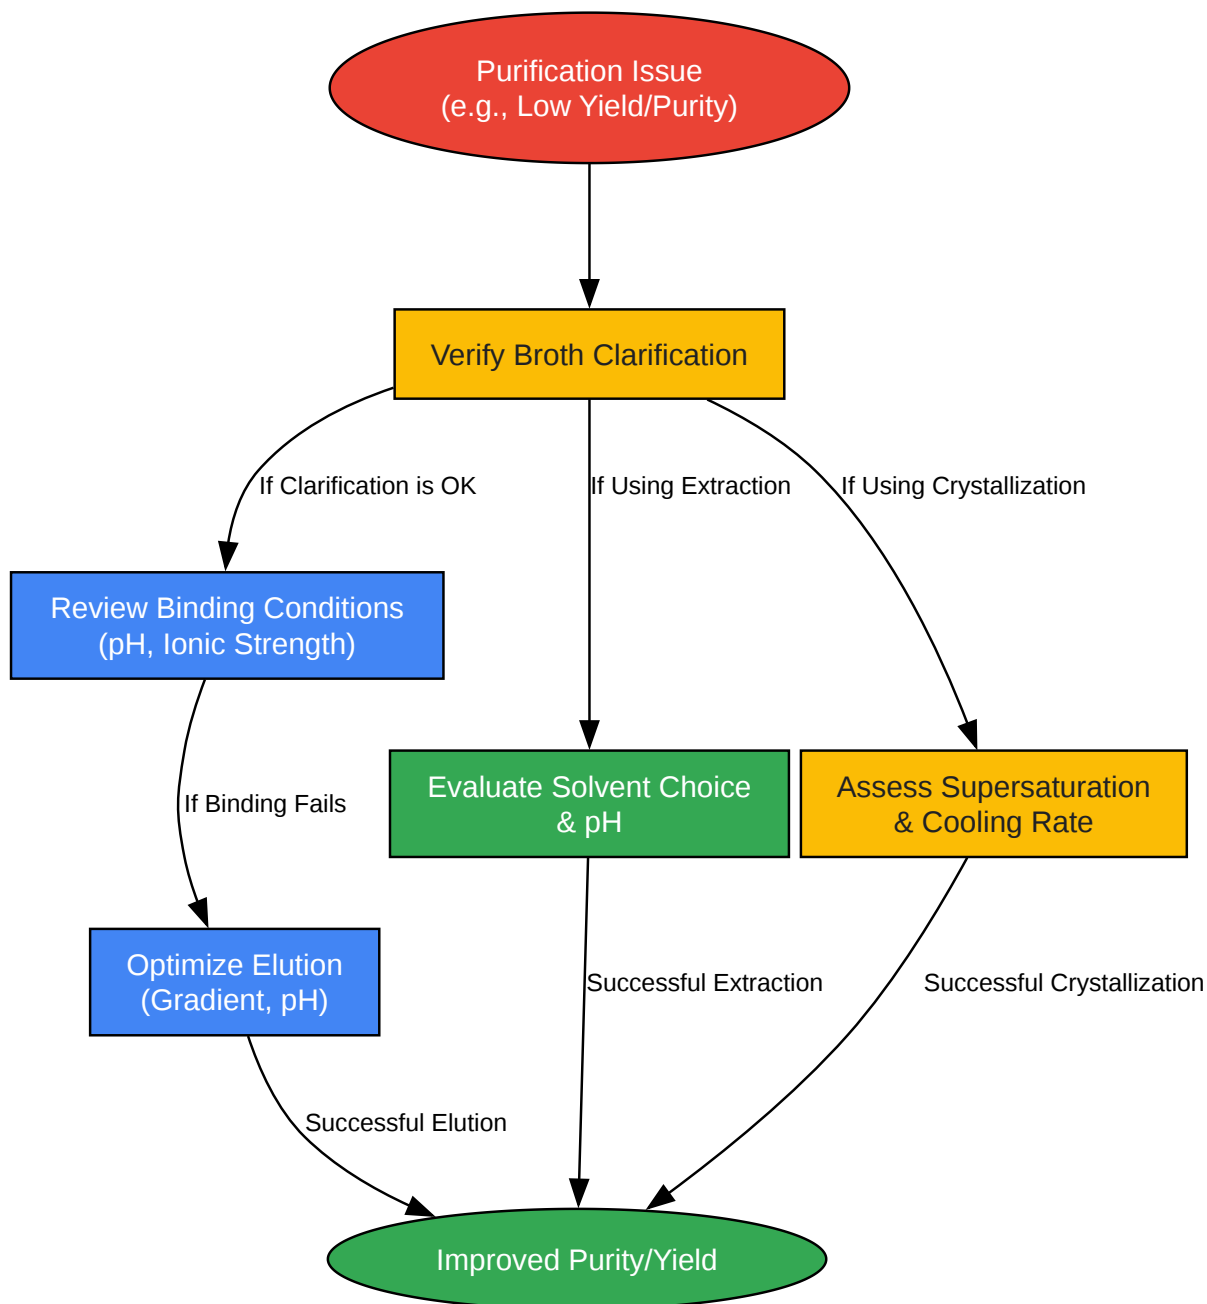 Purification Issue
(e.g., Low Yield/Purity)
Verify Broth Clarification
If Clarification is OK
If Using Extraction
If Using Crystallization
Review Binding Conditions
(pH, Ionic Strength)
Evaluate Solvent Choice
& pH
Assess Supersaturation
& Cooling Rate
If Binding Fails
Optimize Elution
(Gradient, pH)
Successful Extraction
Successful Crystallization
Successful Elution
Improved Purity/Yield